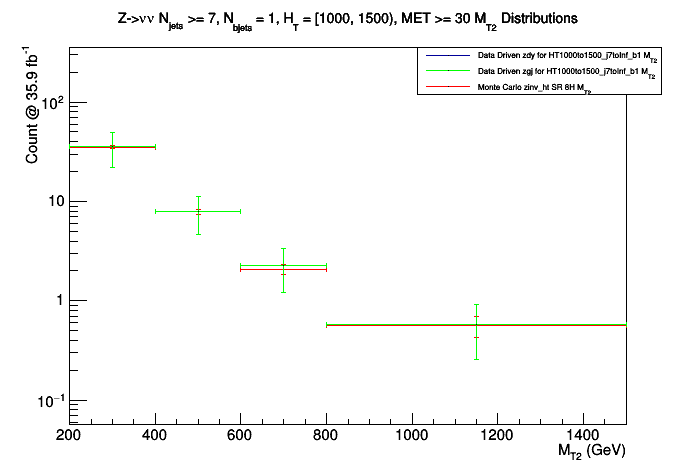 Z->νν N_jets >= 7, N_bjets = 1, H_T = [1000, 1500), MET >= 30 M_T2 Distributions
Count @ 35.9 fb⁻¹
Data Driven zdy for HT1000to1500_j7toInf_b1 M_T2
Data Driven zgj for HT1000to1500_j7toInf_b1 M_T2
Monte Carlo zinv_ht SR 8H M_T2
10²
10
1
10⁻¹
200 400 600 800 1000 1200 1400
M_T2 (GeV)